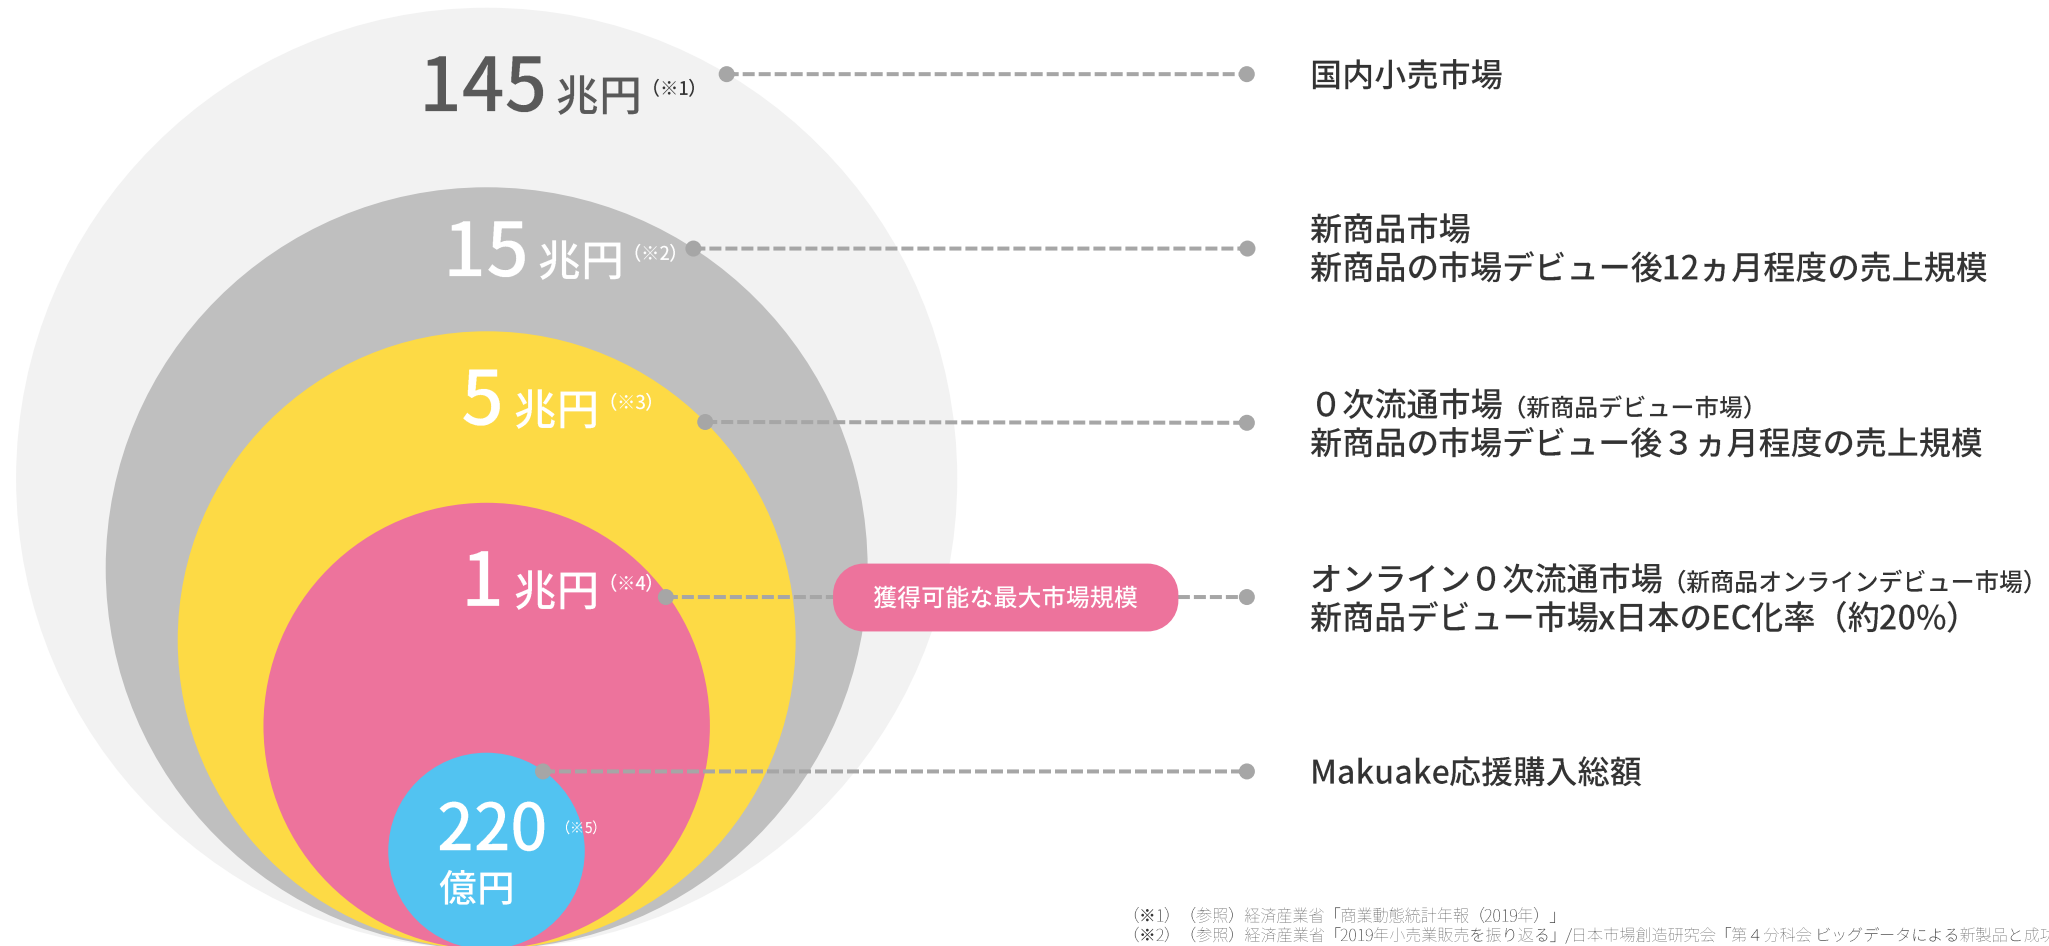 145 兆円 (※1)
国内小売市場
15 兆円 (※2)
新商品市場
新商品の市場デビュー後12ヵ月程度の売上規模
5 兆円 (※3)
０次流通市場（新商品デビュー市場）
新商品の市場デビュー後３ヵ月程度の売上規模
1 兆円 (※4)
獲得可能な最大市場規模
オンライン０次流通市場（新商品オンラインデビュー市場）
新商品デビュー市場x日本のEC化率（約20%）
Makuake応援購入総額
220 (※5)
億円
（※1）（参照）経済産業省「商業動態統計年報（2019年）」
（※2）（参照）経済産業省「2019年小売業販売を振り返る」/日本市場創造研究会「第４分科会 ビッグデータによる新製品と成功